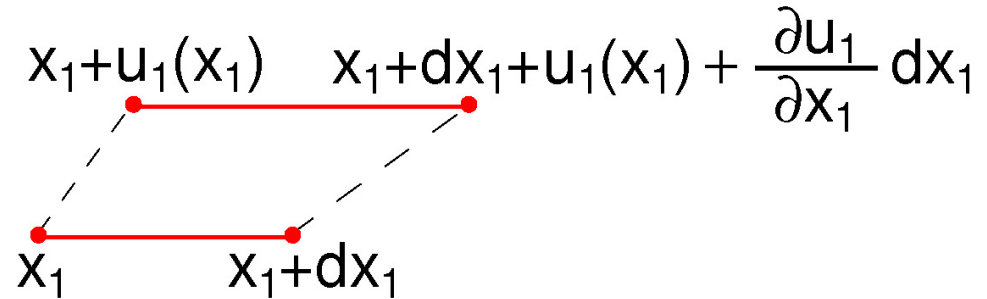 x₁+u₁(x₁) x₁+dx₁+u₁(x₁) + ∂u₁/∂x₁ dx₁
x₁ x₁+dx₁